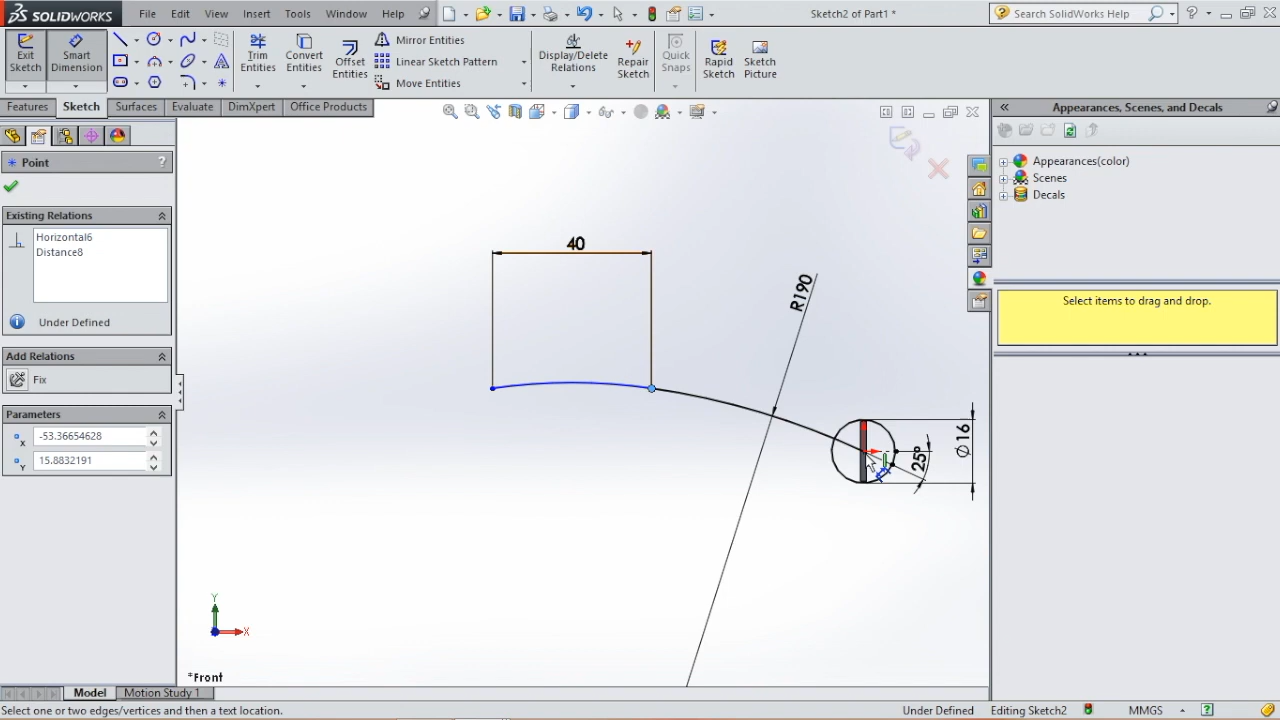 SOLIDWORKS
File Edit View Insert Tools Window Help
Sketch2 of Part1 *
Search SolidWorks Help
Exit Sketch
Smart Dimension
Trim Entities
Convert Entities
Offset Entities
Mirror Entities
Linear Sketch Pattern
Move Entities
Display/Delete Relations
Repair Sketch
Quick Snaps
Rapid Sketch
Sketch Picture
Features Sketch Surfaces Evaluate DimXpert Office Products
Appearances, Scenes, and Decals
Point
?
Existing Relations
Horizontal6
Distance8
Under Defined
Add Relations
Fix
Parameters
x -53.36654628
Y 15.8832191
Appearances(color)
Scenes
Decals
Select items to drag and drop.
40
R190
25°
Ø16
Y
X
*Front
Model Motion Study 1
Select one or two edges/vertices and then a text location.
Under Defined Editing Sketch2 MMGS